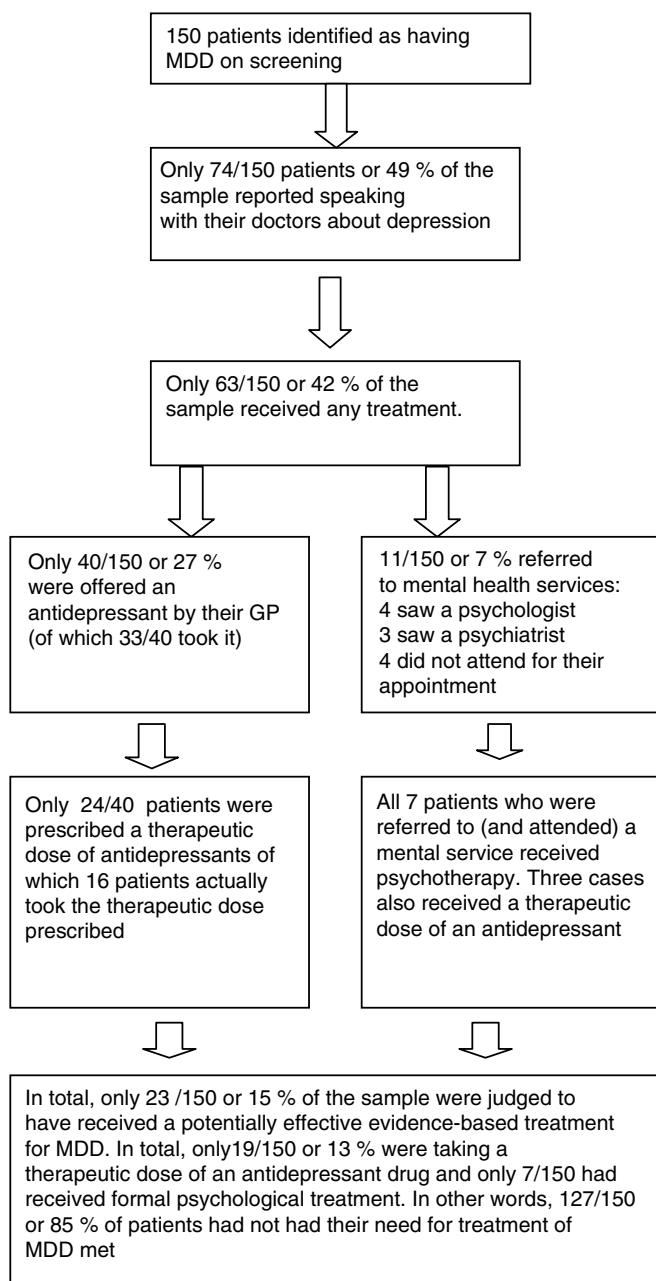 150 patients identified as having
MDD on screening
Only 74/150 patients or 49 % of the
sample reported speaking
with their doctors about depression
Only 63/150 or 42 % of the
sample received any treatment.
Only 40/150 or 27 %
were offered an
antidepressant by their GP
(of which 33/40 took it)
11/150 or 7 % referred
to mental health services:
4 saw a psychologist
3 saw a psychiatrist
4 did not attend for their
appointment
Only 24/40 patients were
prescribed a therapeutic
dose of antidepressants of
which 16 patients actually
took the therapeutic dose
prescribed
All 7 patients who were
referred to (and attended) a
mental service received
psychotherapy. Three cases
also received a therapeutic
dose of an antidepressant
In total, only 23 /150 or 15 % of the sample were judged to
have received a potentially effective evidence-based treatment
for MDD. In total, only19/150 or 13 % were taking a
therapeutic dose of an antidepressant drug and only 7/150 had
received formal psychological treatment. In other words, 127/150
or 85 % of patients had not had their need for treatment of
MDD met